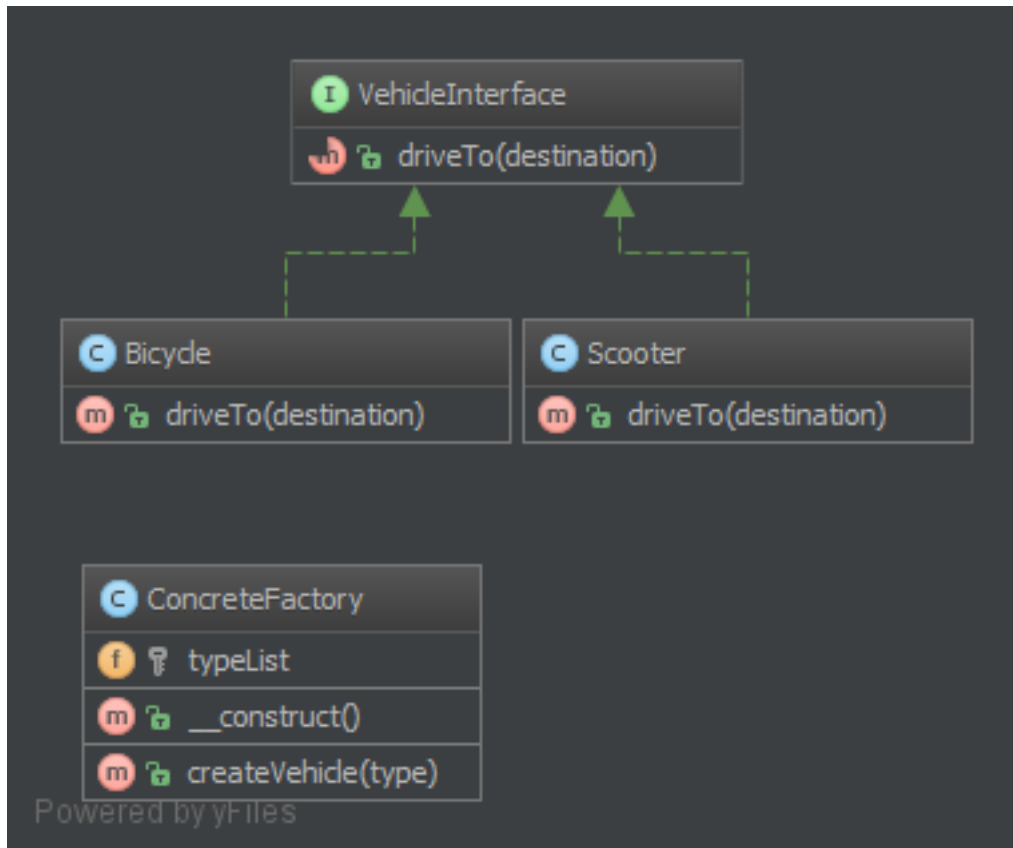 I VehicleInterface
m driveTo(destination)
C Bicycle
m driveTo(destination)
C Scooter
m driveTo(destination)
C ConcreteFactory
f typeList
m __construct()
m createVehicle(type)
Powered by yFiles